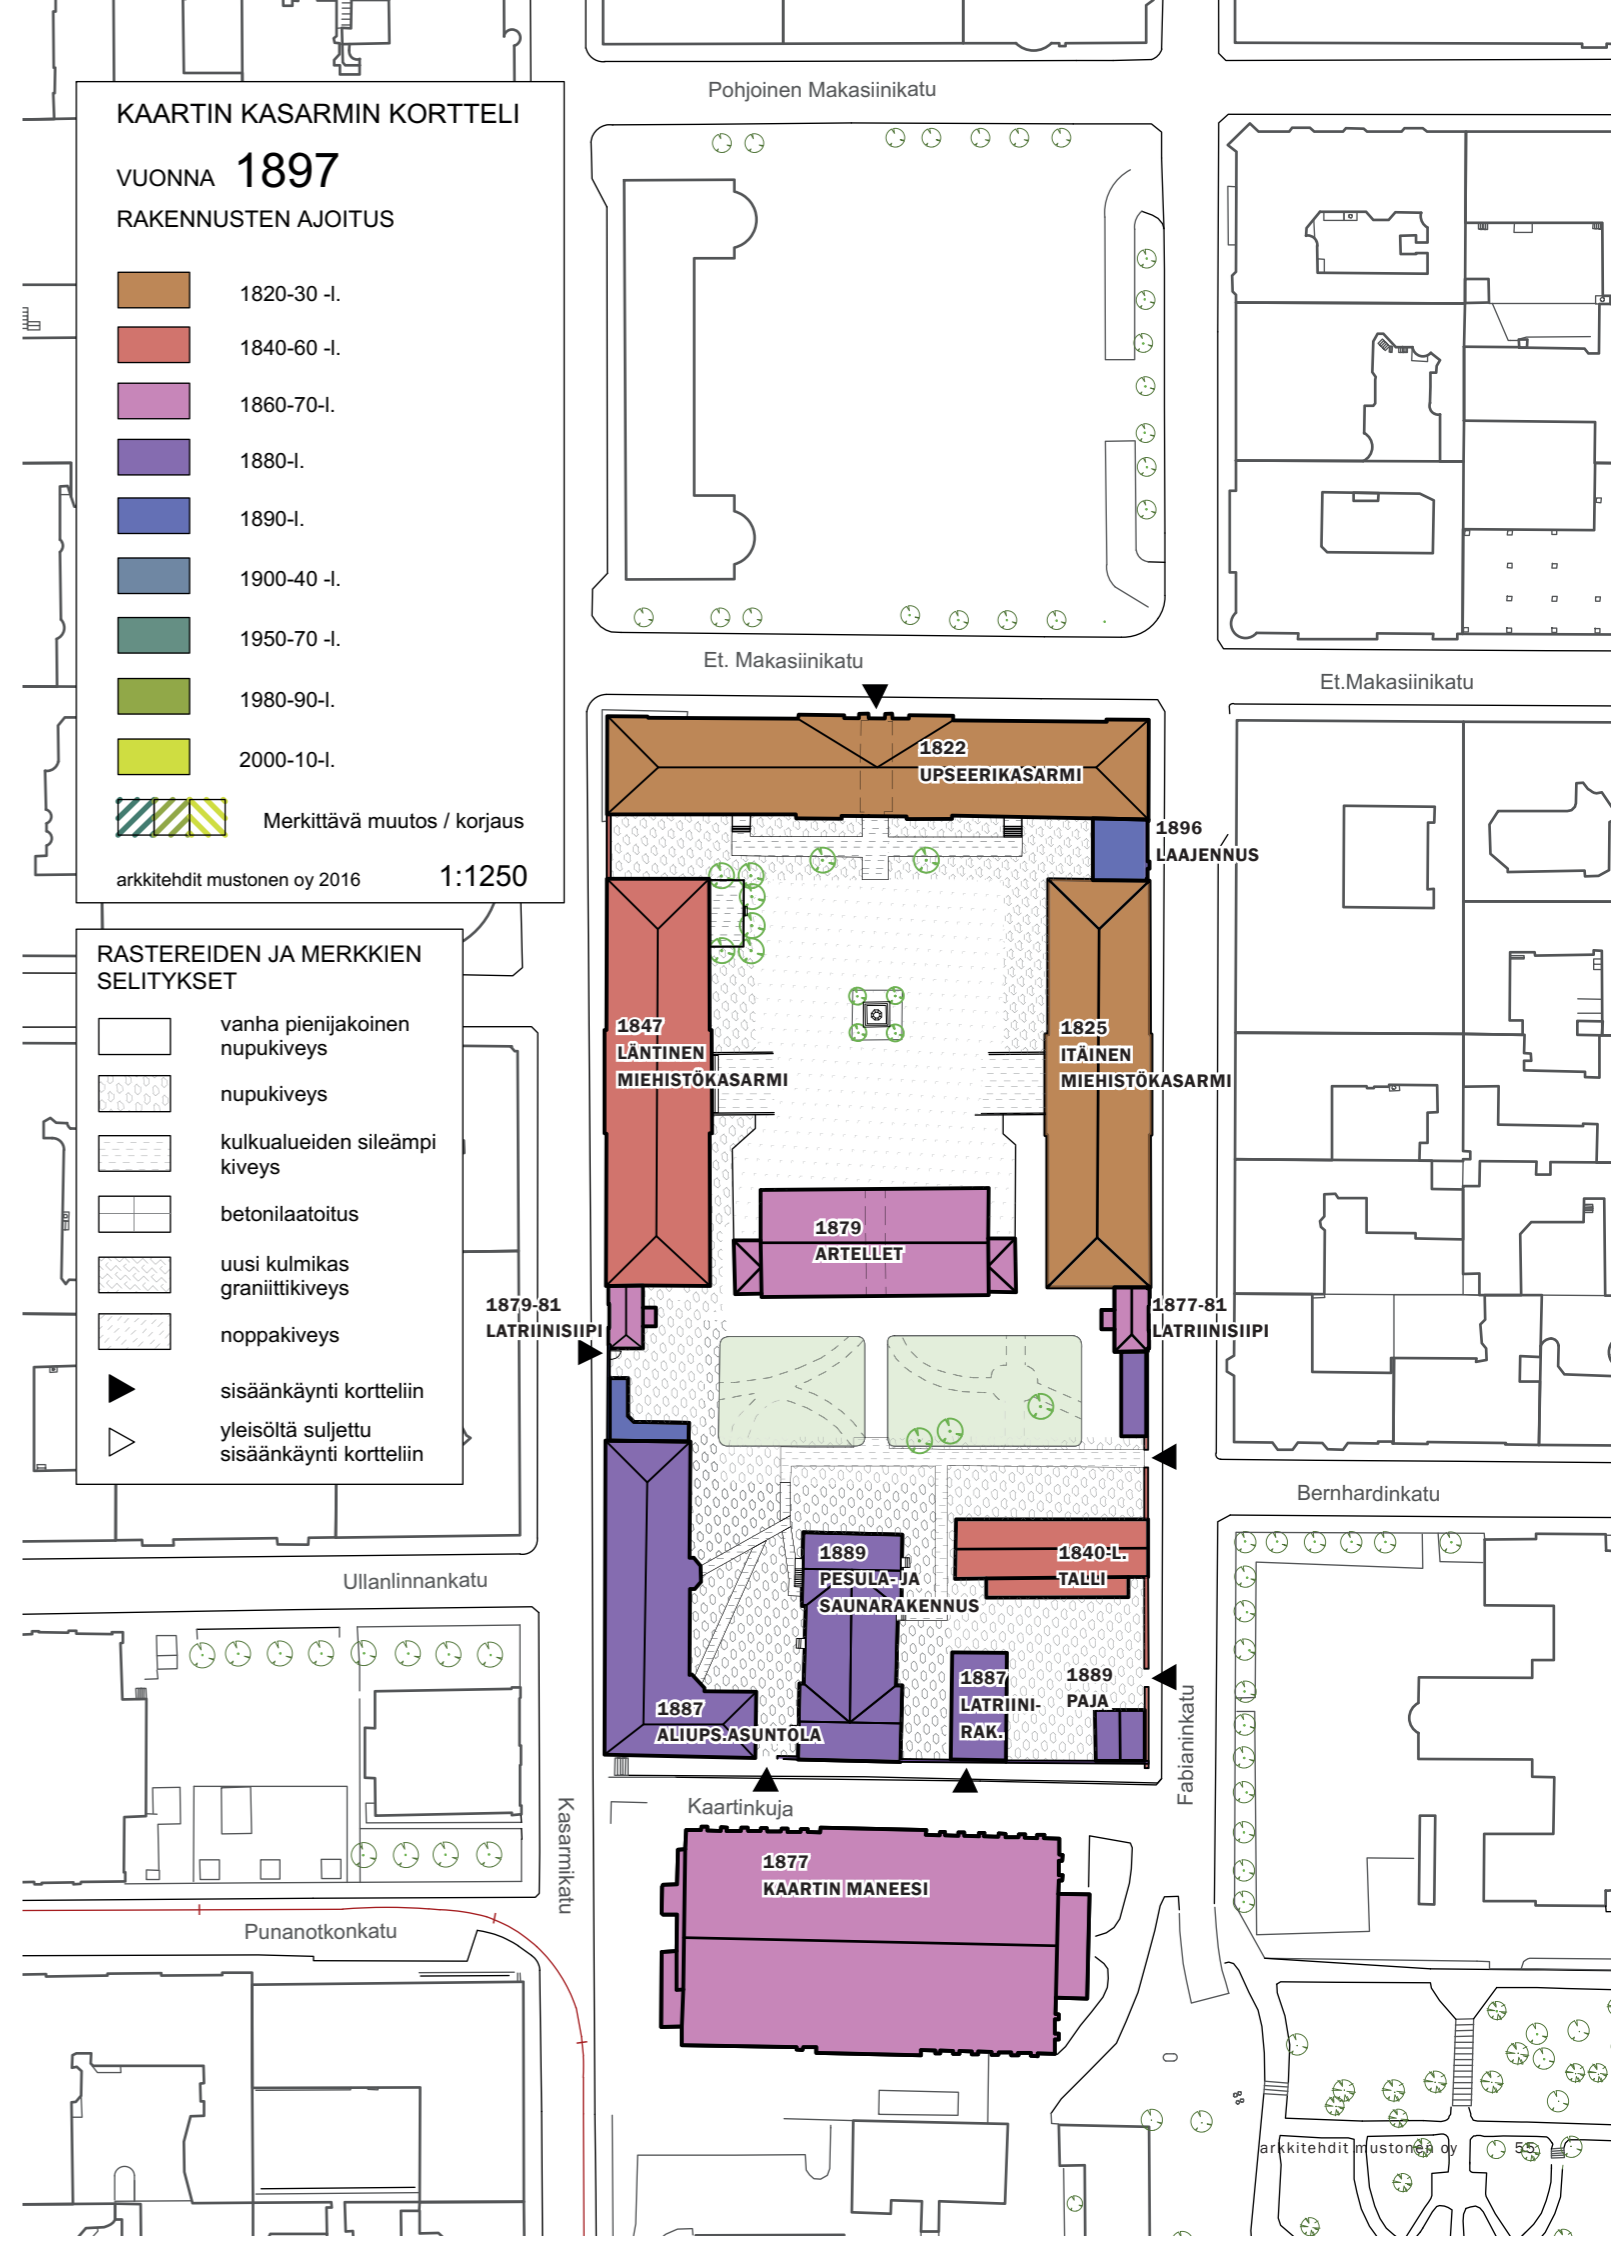 Pohjoinen Makasiinikatu
KAARTIN KASARMIN KORTTELI
VUONNA 1897
RAKENNUSTEN AJOITUS
1820-30 -l.
1840-60 -l.
1860-70-l.
1880-l.
1890-l.
1900-40 -l.
1950-70 -l.
1980-90-l.
2000-10-l.
Merkittävä muutos / korjaus
arkkitehdit mustonen oy 2016
1:1250
RASTEREIDEN JA MERKKIEN
SELITYKSET
vanha pienijakoinen
nupukiveys
nupukiveys
kulkualueiden sileämpi
kiveys
betonilaatoitus
uusi kulmikas
graniittikiveys
noppakiveys
sisäänkäynti kortteliin
yleisöltä suljettu
sisäänkäynti kortteliin
Et. Makasiinikatu
Et.Makasiinikatu
1822
UPSEERIKASARMI
1896
LAAJENNUS
1847
LÄNTINEN
MIEHISTÖKASARMI
1825
ITÄINEN
MIEHISTÖKASARMI
1879
ARTELLET
1879-81
LATRIINISIIPI
1877-81
LATRIINISIIPI
Bernhardinkatu
1889
PESULA- JA
SAUNARAKENNUS
1840-L.
TALLI
Ullanlinnankatu
1887
ALIUPS.ASUNTOLA
1887
LATRIINI-
RAK.
1889
PAJA
Fabianinkatu
Kaartinkuja
Kasarmikatu
1877
KAARTIN MANEESI
Punanotkonkatu
arkkitehdit mustonen oy 55